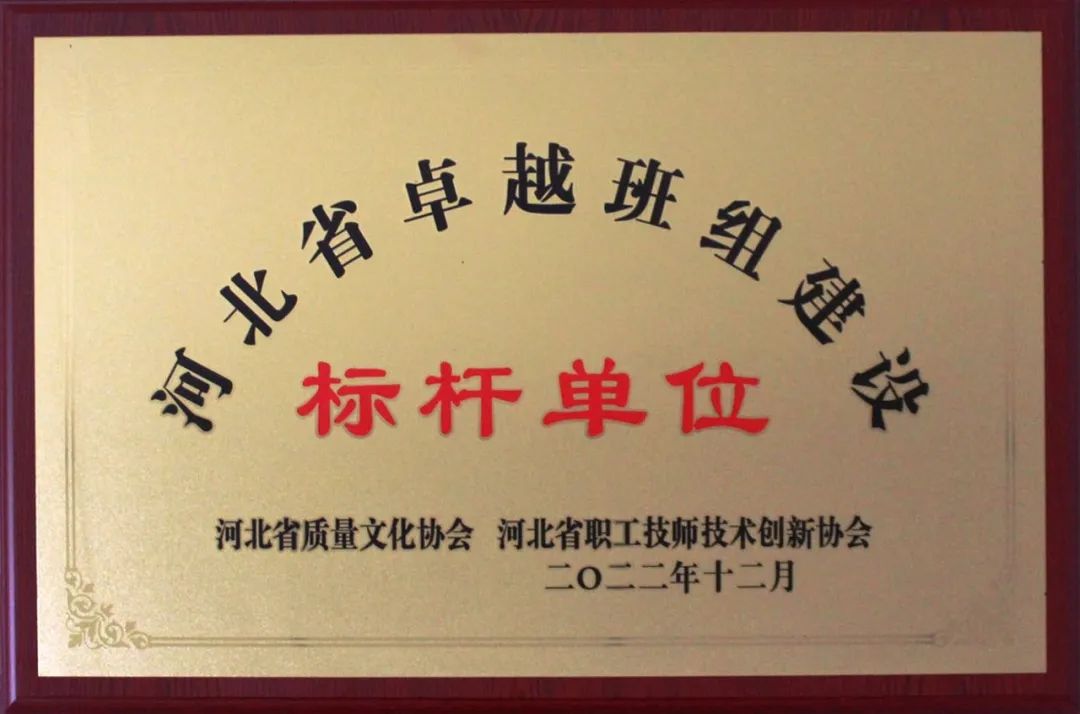 河北省卓越班组建设
标杆单位
河北省质量文化协会 河北省职工技师技术创新协会
二〇二二年十二月